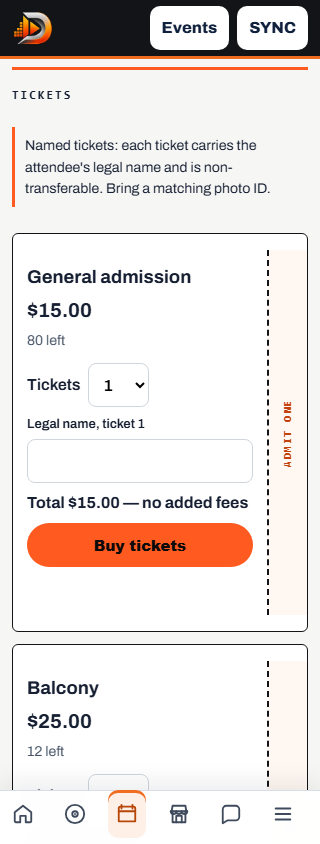 Events
SYNC
TICKETS
Named tickets: each ticket carries the
attendee's legal name and is non-
transferable. Bring a matching photo ID.
General admission
$15.00
80 left
Tickets
1
Legal name, ticket 1
Total $15.00 — no added fees
Buy tickets
ADMIT ONE
Balcony
$25.00
12 left